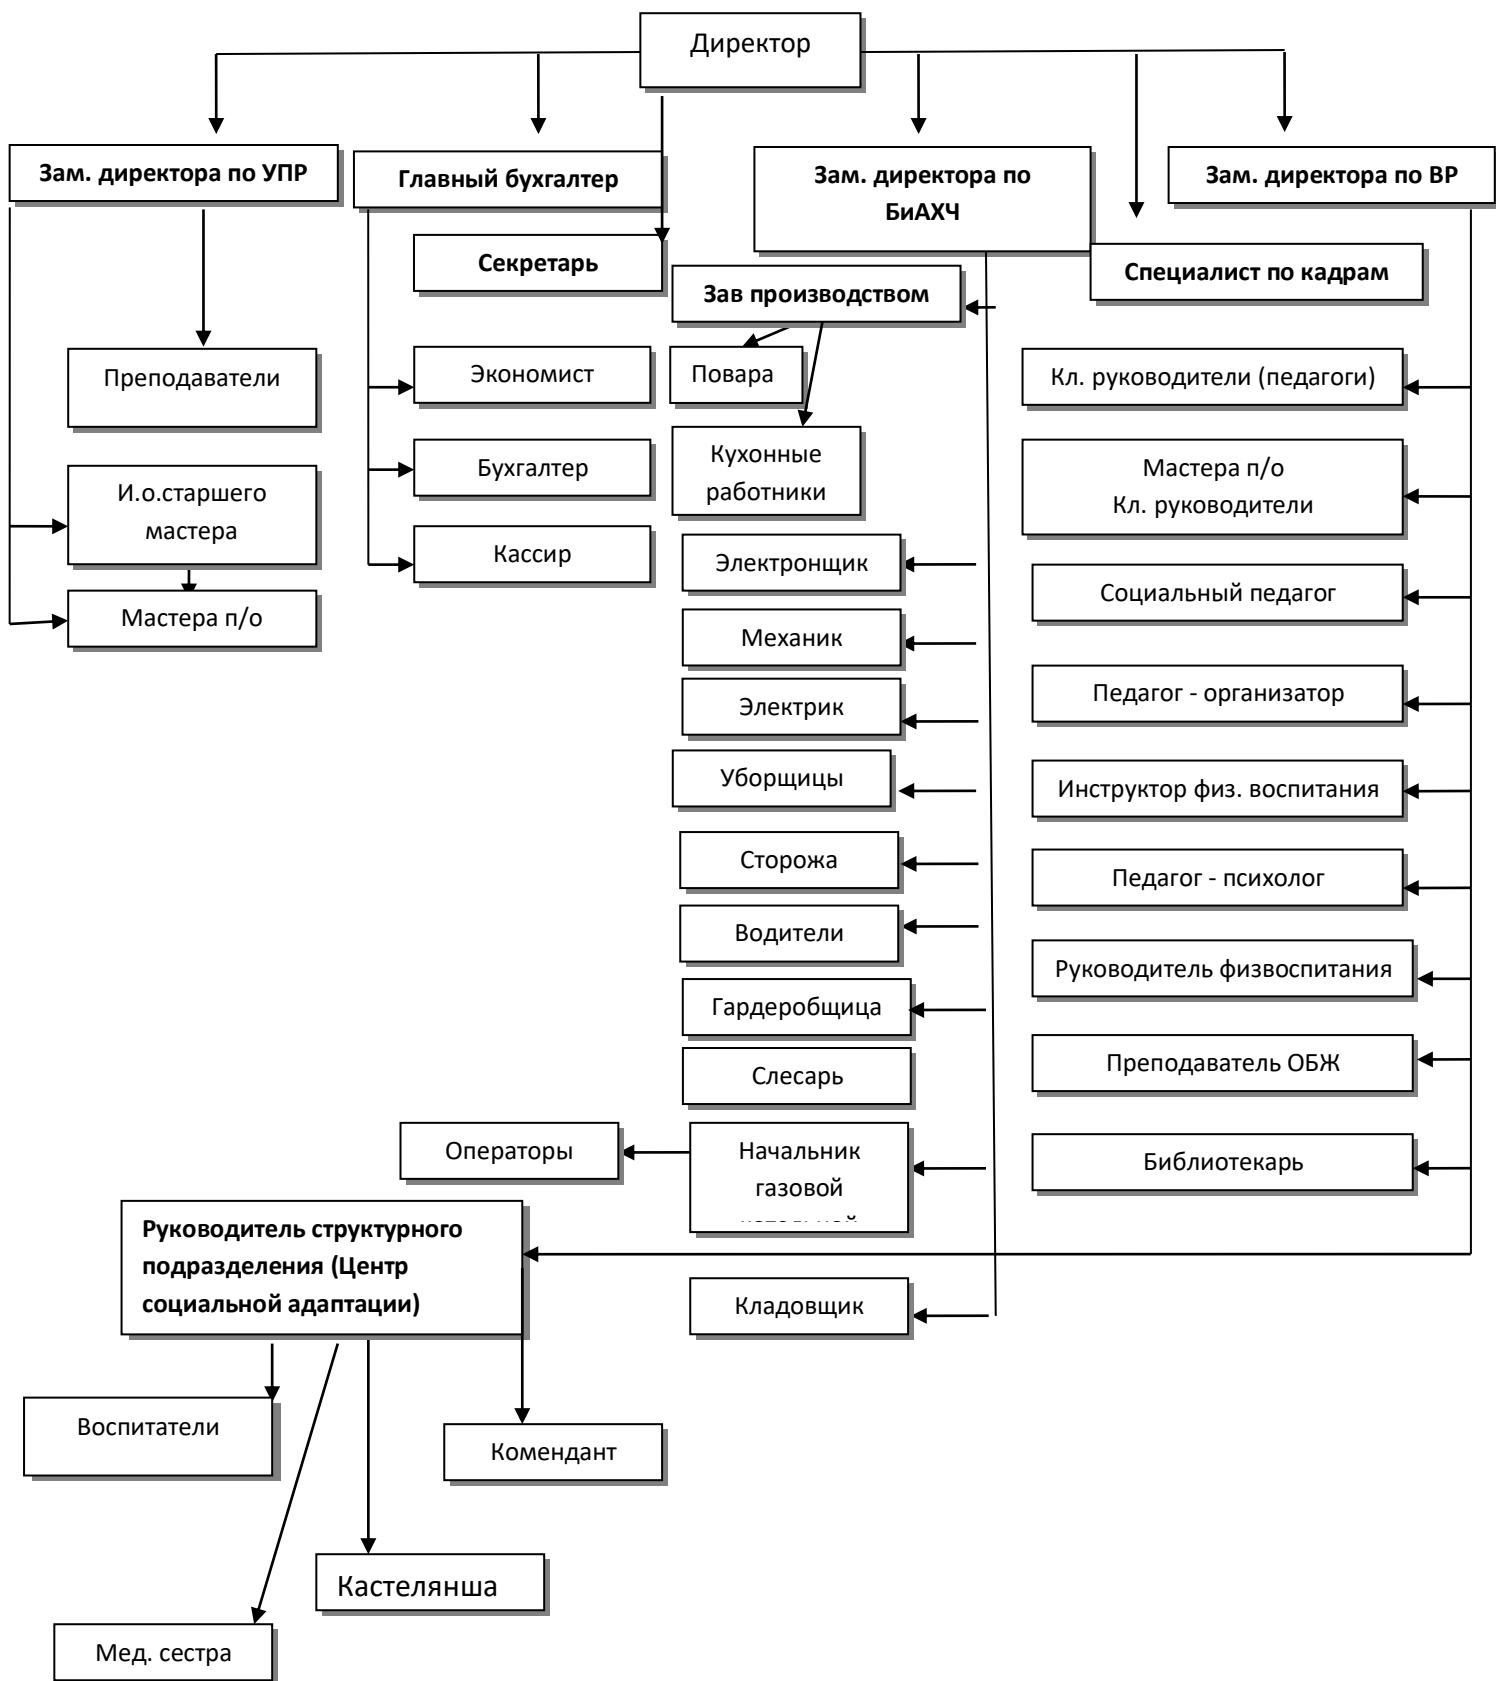 Директор
Зам. директора по УПР
Главный бухгалтер
Зам. директора по
БиАХЧ
Зам. директора по ВР
Секретарь
Специалист по кадрам
Зав производством
Преподаватели
Экономист
Повара
Кл. руководители (педагоги)
И.о.старшего
мастера
Бухгалтер
Кухонные
работники
Мастера п/о
Кл. руководители
Кассир
Электронщик
Мастера п/о
Механик
Социальный педагог
Электрик
Педагог - организатор
Уборщицы
Инструктор физ. воспитания
Сторожа
Педагог - психолог
Водители
Руководитель физвоспитания
Гардеробщица
Слесарь
Преподаватель ОБЖ
Операторы
Начальник
газовой
Библиотекарь
Руководитель структурного
подразделения (Центр
социальной адаптации)
Кладовщик
Воспитатели
Комендант
Кастелянша
Мед. сестра